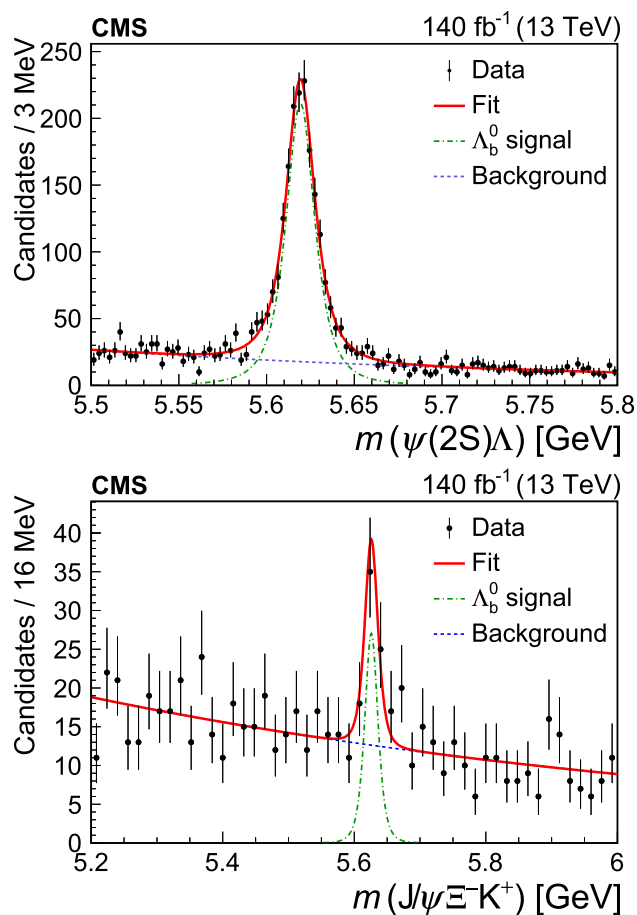 CMS 140 fb⁻¹ (13 TeV)
Candidates / 3 MeV
250
200
150
100
50
0
Data
Fit
Λ⁰_b signal
Background
5.5 5.55 5.6 5.65 5.7 5.75 5.8
m (ψ(2S)Λ) [GeV]
CMS 140 fb⁻¹ (13 TeV)
Candidates / 16 MeV
40
35
30
25
20
15
10
5
0
Data
Fit
Λ⁰_b signal
Background
5.2 5.4 5.6 5.8 6
m (J/ψΞ⁻K⁺) [GeV]